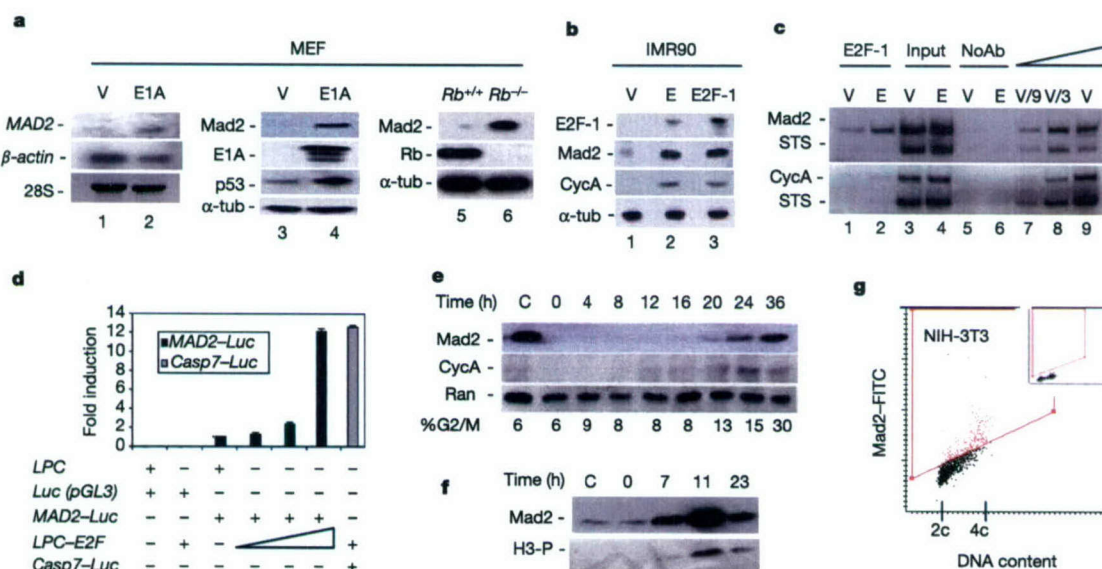 a
MEF
V E1A
MAD2 -
β-actin -
28S -
1 2
V E1A
Mad2 -
E1A -
p53 -
α-tub -
3 4
Rb+/+ Rb–/–
Mad2 -
Rb -
α-tub -
5 6
b
IMR90
V E E2F-1
E2F-1 -
Mad2 -
CycA -
α-tub -
1 2 3
c
E2F-1 Input NoAb
V E V E V E V/9 V/3 V
Mad2 -
STS -
CycA -
STS -
1 2 3 4 5 6 7 8 9
d
Fold induction
14
12
10
8
6
4
2
0
MAD2–Luc
Casp7–Luc
LPC + – + – – – –
Luc (pGL3) + + – – – – –
MAD2–Luc – – + + + + –
LPC–E2F – + – +
Casp7–Luc – – – – – – +
e
Time (h) C 0 4 8 12 16 20 24 36
Mad2 -
CycA -
Ran -
%G2/M 6 6 9 8 8 8 13 15 30
f
Time (h) C 0 7 11 23
Mad2 -
H3-P -
g
NIH-3T3
Mad2–FITC
2c 4c
DNA content